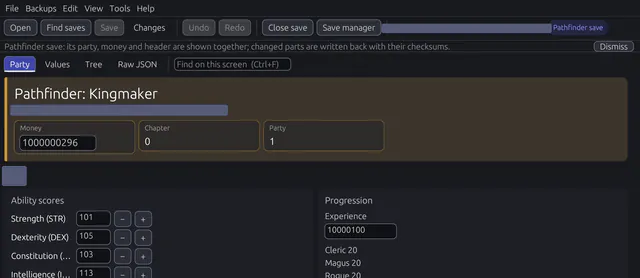 File Backups Edit View Tools Help
Open Find saves Save Changes Undo Redo Close save Save manager Pathfinder save
Pathfinder save: its party, money and header are shown together; changed parts are written back with their checksums. Dismiss
Party Values Tree Raw JSON Find on this screen (Ctrl+F)
Pathfinder: Kingmaker
Money Chapter Party
1000000296 0 1
Ability scores Progression
Strength (STR) 101 − + Experience
Dexterity (DEX) 105 − + 10000100
Constitution (... 103 − + Cleric 20
Magus 20
Intelligence (I... 113 − + Rogue 20